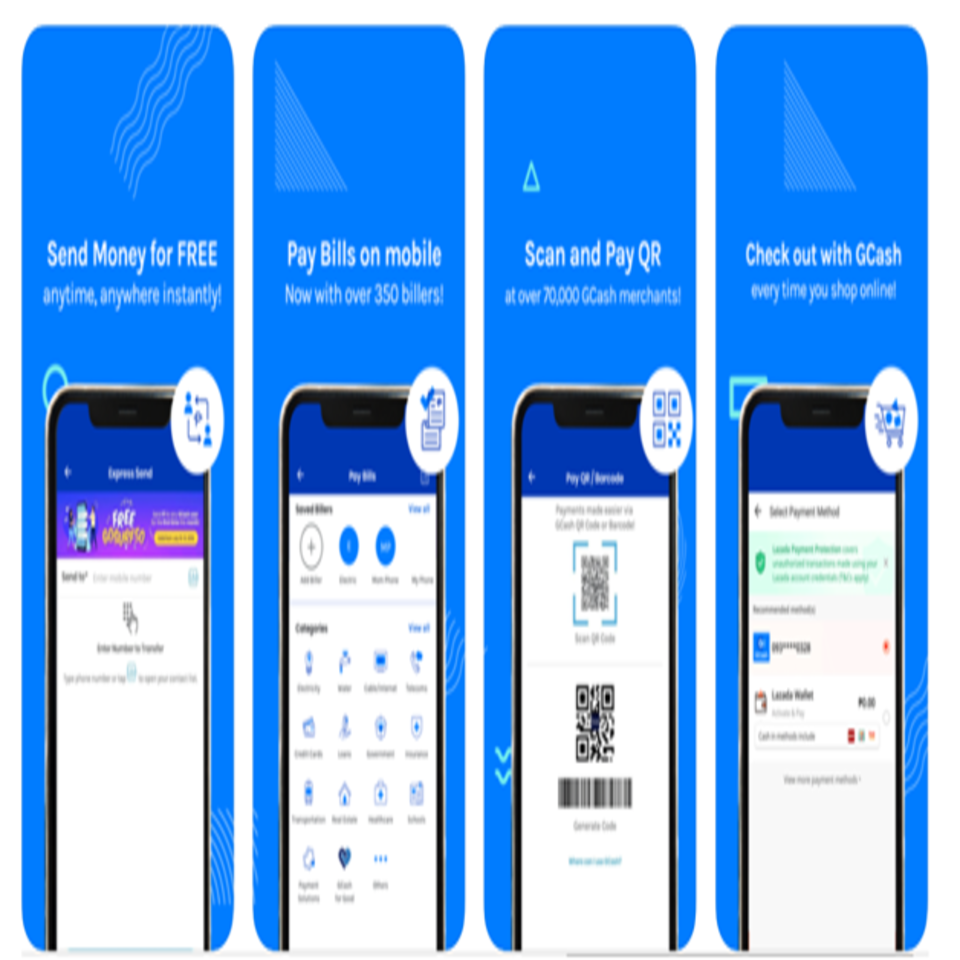 Send Money for FREE
anytime, anywhere instantly!
Express Send
FREE
Send to*
Enter mobile number
Enter Number to Transfer
Type phone number or tap
to open your contact list.
Pay Bills on mobile
Now with over 350 billers!
Pay Bills
Saved Billers
View all
Add Biller
Electric
Mom Phone
My Phone
Categories
View all
Electricity
Water
Cable/Internet
Telecoms
Credit Cards
Loans
Government
Insurance
Transportation
Real Estate
Healthcare
Schools
Payment
Solutions
GCash
for Good
Others
Scan and Pay QR
at over 70,000 GCash merchants!
Pay QR / Barcode
Payments made easier via
GCash QR Code or Barcode!
Scan QR Code
Generate Code
Where can I use GCash?
Check out with GCash
every time you shop online!
Select Payment Method
Lazada Payment Protection covers
unauthorized transactions made using your
Lazada account credentials (T&Cs apply)
Recommended method(s)
Lazada Wallet
₱0.00
Activate & Pay
Cash in methods include
View more payment methods